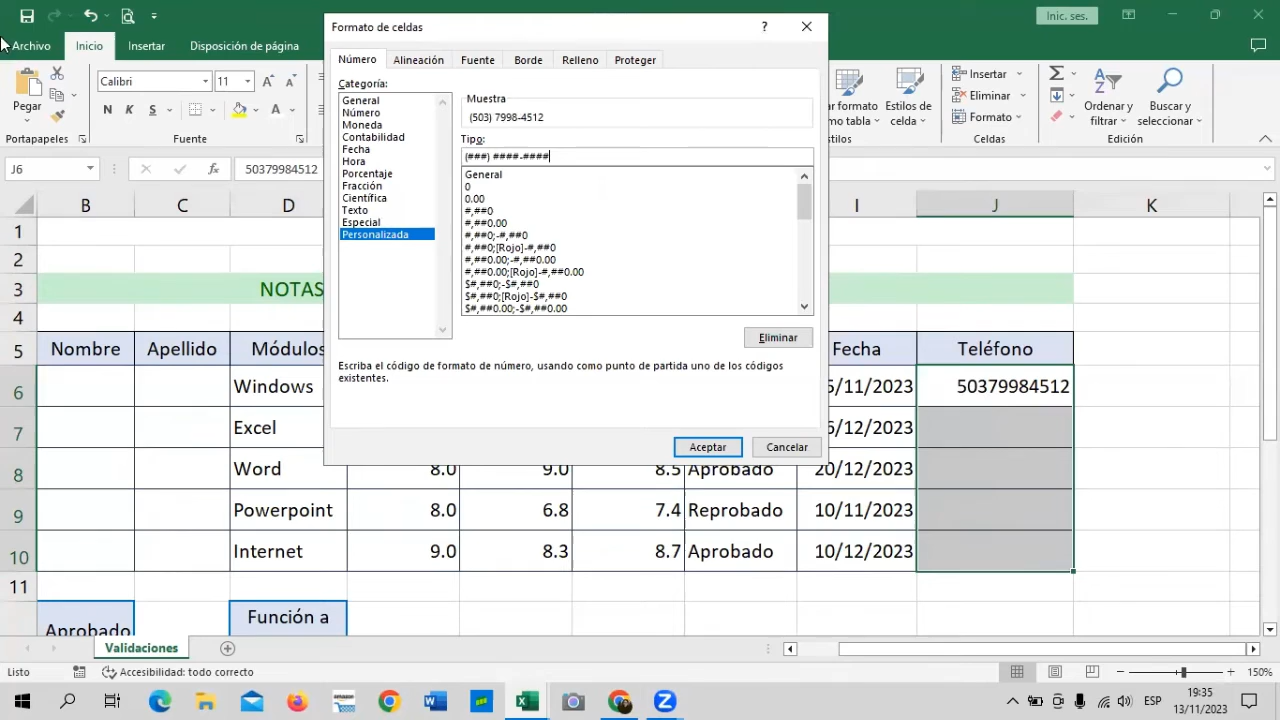 Formato de celdas
?
Inic. ses.
Archivo
Inicio
Insertar
Disposición de página
Número
Alineación
Fuente
Borde
Relleno
Proteger
Calibri
11
Pegar
N
K
S
A
Portapapeles
Fuente
Categoría:
General
Número
Moneda
Contabilidad
Fecha
Hora
Porcentaje
Fracción
Científica
Texto
Especial
Personalizada
Muestra
(503) 7998-4512
Tipo:
(###) ####-####
General
0
0.00
#,##0
#,##0.00
#,##0;-#,##0
#,##0;[Rojo]-#,##0
#,##0.00;-#,##0.00
#,##0.00;[Rojo]-#,##0.00
$#,##0;-$#,##0
$#,##0;[Rojo]-$#,##0
$#,##0.00;-$#,##0.00
Eliminar
Escriba el código de formato de número, usando como punto de partida uno de los códigos
existentes.
Aceptar
Cancelar
Insertar
Eliminar
Formato
Celdas
Estilos de
celda
Ordenar y
filtrar
Buscar y
seleccionar
Edición
J6
fx
50379984512
B C D I J K
1
2
3 NOTAS
4
5 Nombre Apellido Módulos Fecha Teléfono
6 Windows 5/11/2023 50379984512
7 Excel 5/12/2023
8 Word 8.0 9.0 8.5 Aprobado 20/12/2023
9 Powerpoint 8.0 6.8 7.4 Reprobado 10/11/2023
10 Internet 9.0 8.3 8.7 Aprobado 10/12/2023
11
Aprobado
Función a
Validaciones
Listo
Accesibilidad: todo correcto
150%
ESP
19:35
13/11/2023